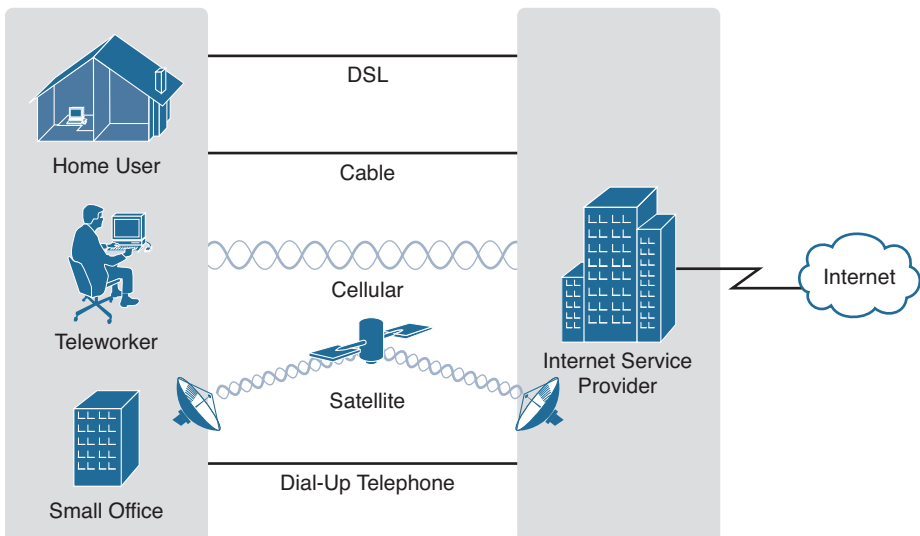 DSL
Home User
Cable
Cellular
Internet
Teleworker
Internet Service
Provider
Satellite
Dial-Up Telephone
Small Office